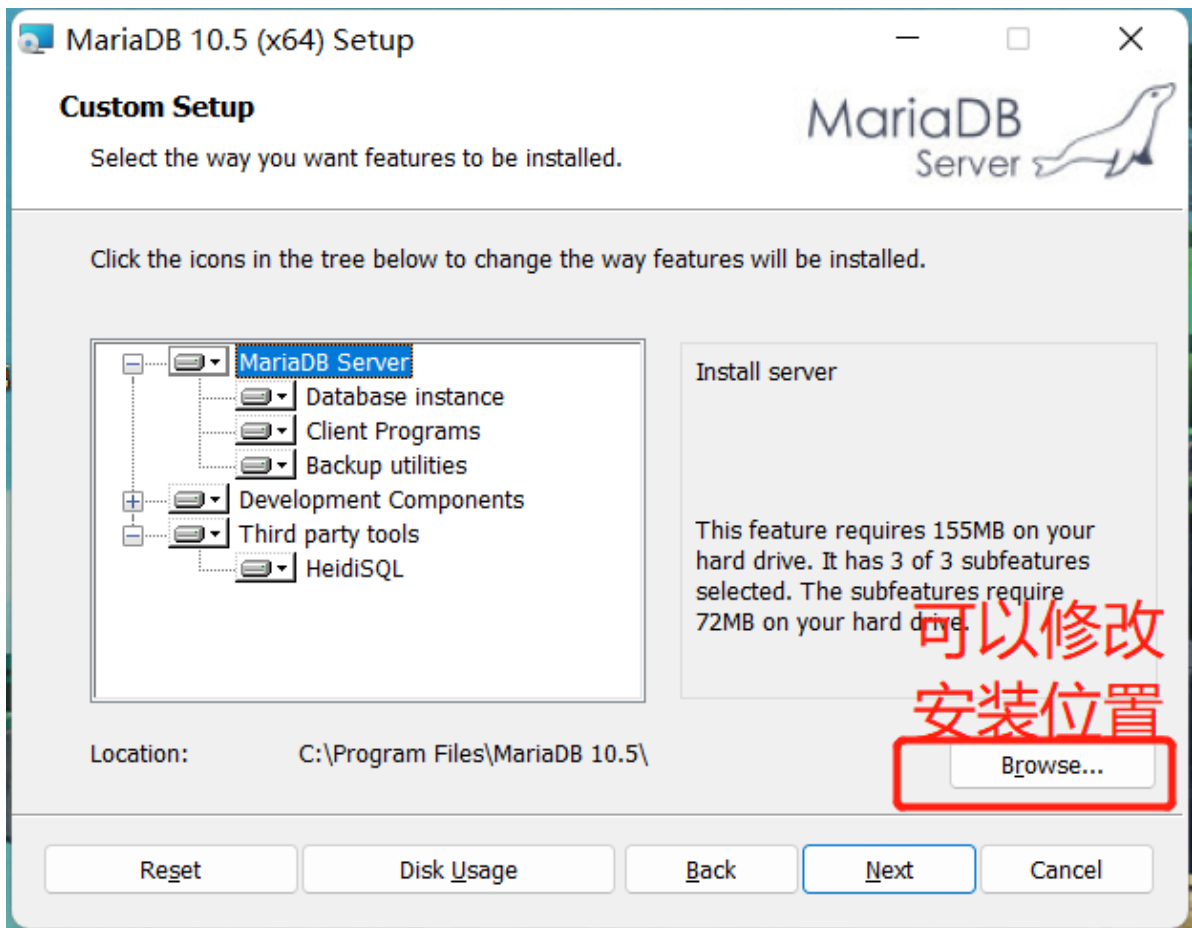 MariaDB 10.5 (x64) Setup
Custom Setup
Select the way you want features to be installed.
MariaDB
Server
Click the icons in the tree below to change the way features will be installed.
MariaDB Server
Database instance
Client Programs
Backup utilities
Development Components
Third party tools
HeidiSQL
Install server
This feature requires 155MB on your
hard drive. It has 3 of 3 subfeatures
selected. The subfeatures require
72MB on your hard drive.
可以修改
安装位置
Location: C:\Program Files\MariaDB 10.5\
Browse...
Reset Disk Usage Back Next Cancel